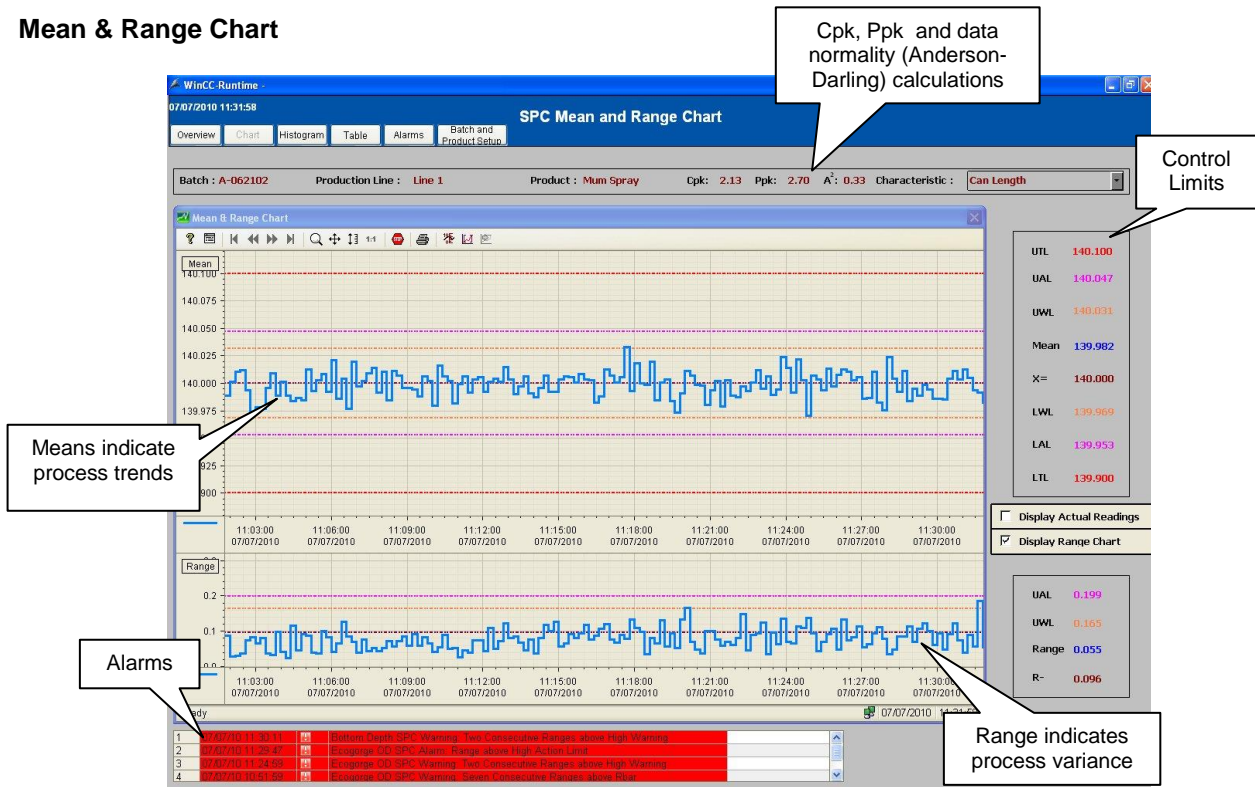 Mean & Range Chart
Cpk, Ppk and data
normality (Anderson-
Darling) calculations
WinCC-Runtime -
07/07/2010 11:31:58
SPC Mean and Range Chart
Overview
Chart
Histogram
Table
Alarms
Batch and
Product Setup
Control
Limits
Batch : A-062102
Production Line : Line 1
Product : Mum Spray
Cpk: 2.13
Ppk: 2.70
A²: 0.33
Characteristic :
Can Length
Mean & Range Chart
1:1
Mean
140.100
140.075
140.050
140.025
140.000
139.975
925
900
UTL 140.100
UAL 140.047
UWL 140.031
Mean 139.982
X= 140.000
LWL 139.969
LAL 139.953
LTL 139.900
Means indicate
process trends
11:03:00 11:06:00 11:09:00 11:12:00 11:15:00 11:18:00 11:21:00 11:24:00 11:27:00 11:30:00
07/07/2010 07/07/2010 07/07/2010 07/07/2010 07/07/2010 07/07/2010 07/07/2010 07/07/2010 07/07/2010 07/07/2010
Display Actual Readings
Display Range Chart
Range
0.2
0.1
0.0
UAL 0.199
UWL 0.165
Range 0.055
R- 0.096
Alarms
11:03:00 11:06:00 11:09:00 11:12:00 11:15:00 11:18:00 11:21:00 11:24:00 11:27:00 11:30:00
07/07/2010 07/07/2010 07/07/2010 07/07/2010 07/07/2010 07/07/2010 07/07/2010 07/07/2010 07/07/2010 07/07/2010
ady
07/07/2010
Range indicates
process variance
1 07/07/10 11:30:11 Bottom Depth SPC Warning: Two Consecutive Ranges above High Warning
2 07/07/10 11:29:47 Ecogorge OD SPC Alarm: Range above High Action Limit
3 07/07/10 11:24:59 Ecogorge OD SPC Warning: Two Consecutive Ranges above High Warning
4 07/07/10 10:51:59 Ecogorge OD SPC Warning: Seven Consecutive Ranges above Rbar